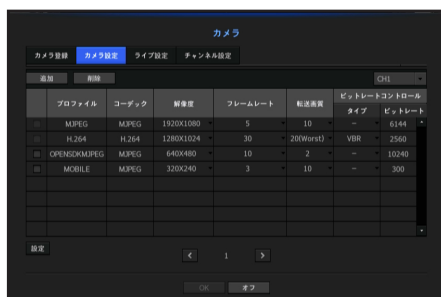 カメラ
カメラ登録 カメラ設定 ライブ設定 チャンネル設定
追加 削除 CH1
プロファイル コーデック 解像度 フレームレート 転送画質 ビットレートコントロール
タイプ ビットレート
MJPEG MJPEG 1920X1080 5 10 - 6144
H.264 H.264 1280X1024 30 20(Worst) VBR 2560
OPENSDKMJPEG MJPEG 640X480 10 2 - 10240
MOBILE MJPEG 320X240 3 10 - 300
設定
< 1 >
OK オフ